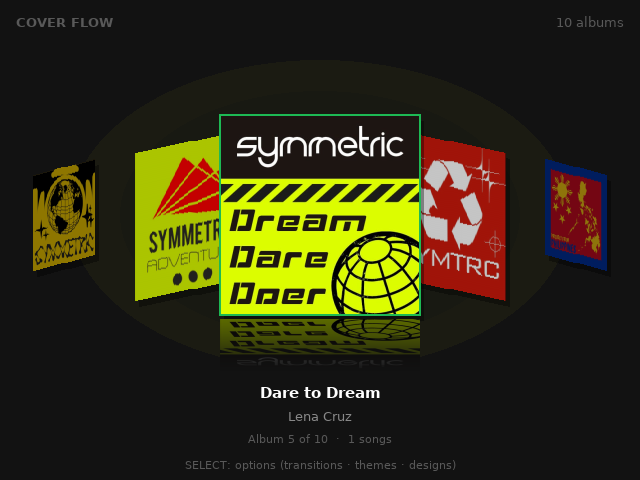 COVER FLOW
10 albums
symmetric
Dream
Dare
Doer
SYMMETR
ADVENTU
YMTRC
Dare to Dream
Lena Cruz
Album 5 of 10 · 1 songs
SELECT: options (transitions · themes · designs)